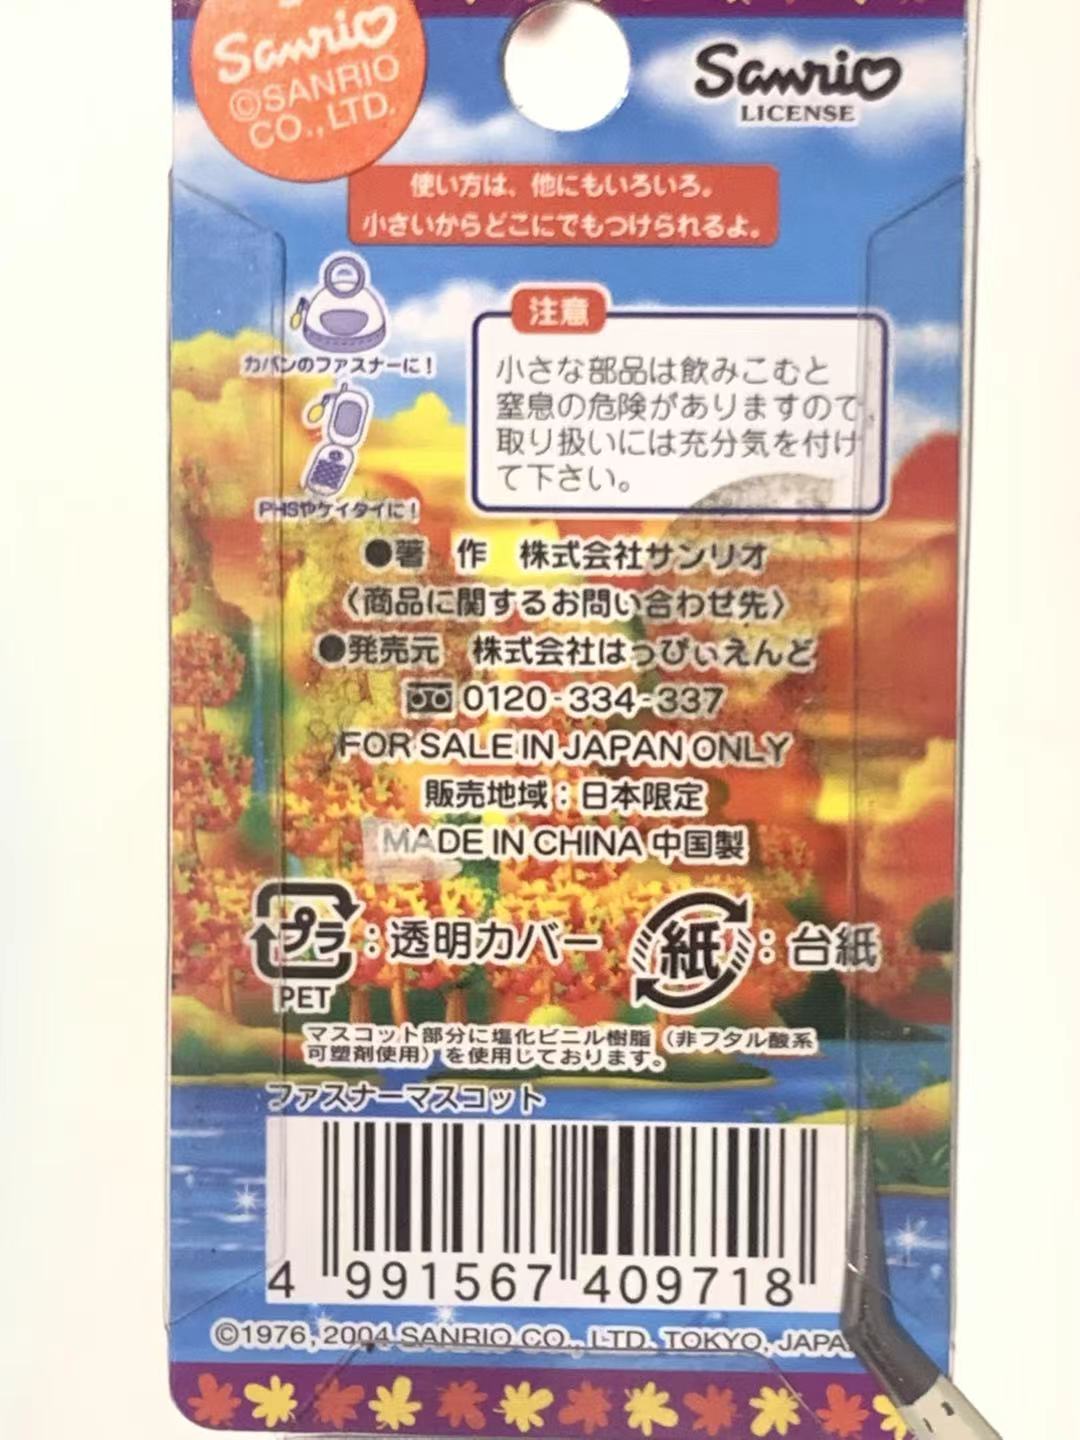 Sanrio
©SANRIO
CO.,LTD.
Sanrio
LICENSE
使い方は、他にもいろいろ。
小さいからどこにでもつけられるよ。
カバンのファスナーに!
PHSやケイタイに!
注意
小さな部品は飲みこむと
窒息の危険がありますので、
取り扱いには充分気を付け
て下さい。
●著 作 株式会社サンリオ
〈商品に関するお問い合わせ先〉
●発売元 株式会社はっぴぃえんど
0120-334-337
FOR SALE IN JAPAN ONLY
販売地域:日本限定
MADE IN CHINA 中国製
プラ:透明カバー
PET
紙:台紙
マスコット部分に塩化ビニル樹脂(非フタル酸系
可塑剤使用)を使用しております。
ファスナーマスコット
4 991567 409718
©1976, 2004 SANRIO CO., LTD. TOKYO, JAPA